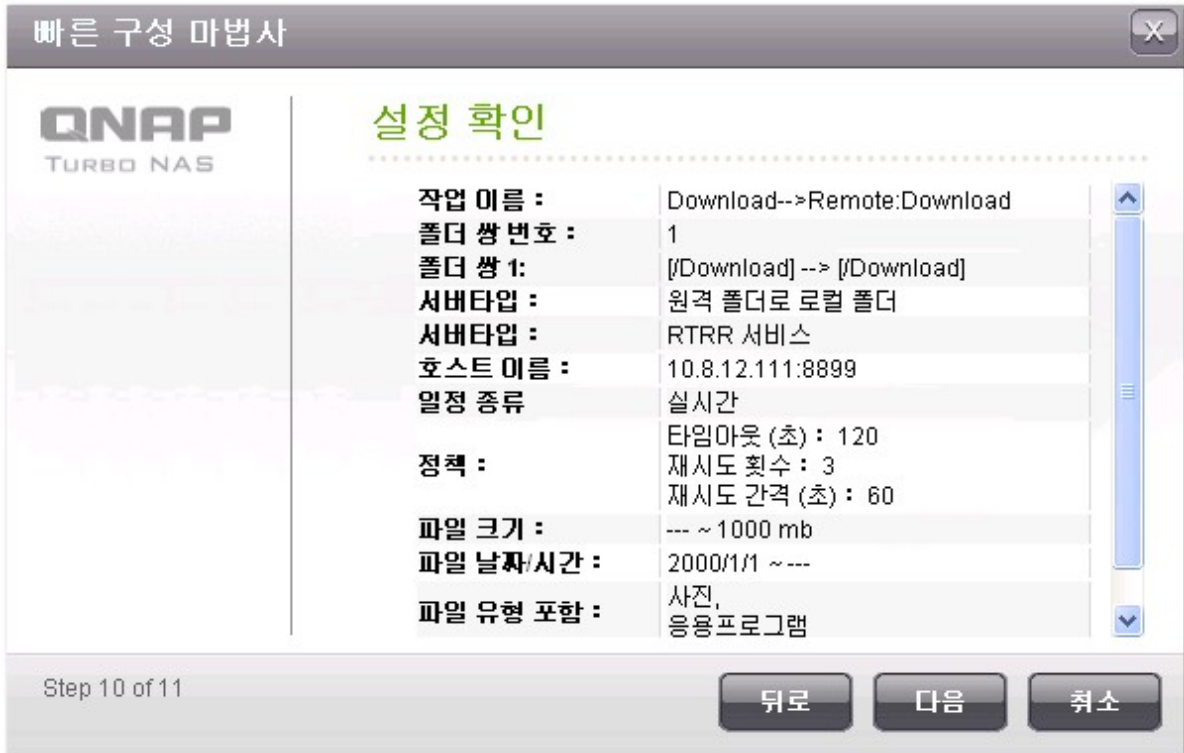 빠른 구성 마법사
X
QNAP
TURBO NAS
설정 확인
작업 이름 : Download-->Remote:Download
폴더 쌍 번호 : 1
폴더 쌍 1: [/Download] --> [/Download]
서버타입 : 원격 폴더로 로컬 폴더
서버타입 : RTRR 서비스
호스트 이름 : 10.8.12.111:8899
일정 종류 실시간
정책 : 타임아웃 (초) : 120
재시도 횟수 : 3
재시도 간격 (초) : 60
파일 크기 : --- ~ 1000 mb
파일 날짜/시간 : 2000/1/1 ~ ---
파일 유형 포함 : 사진,
응용프로그램
Step 10 of 11
뒤로
다음
취소